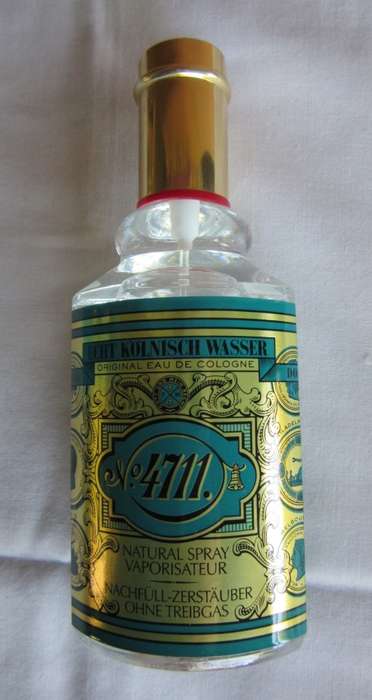 ECHT KÖLNISCH WASSER
ORIGINAL EAU DE COLOGNE
No. 4711.
NATURAL SPRAY
VAPORISATEUR
NACHFÜLL-ZERSTÄUBER
OHNE TREIBGAS